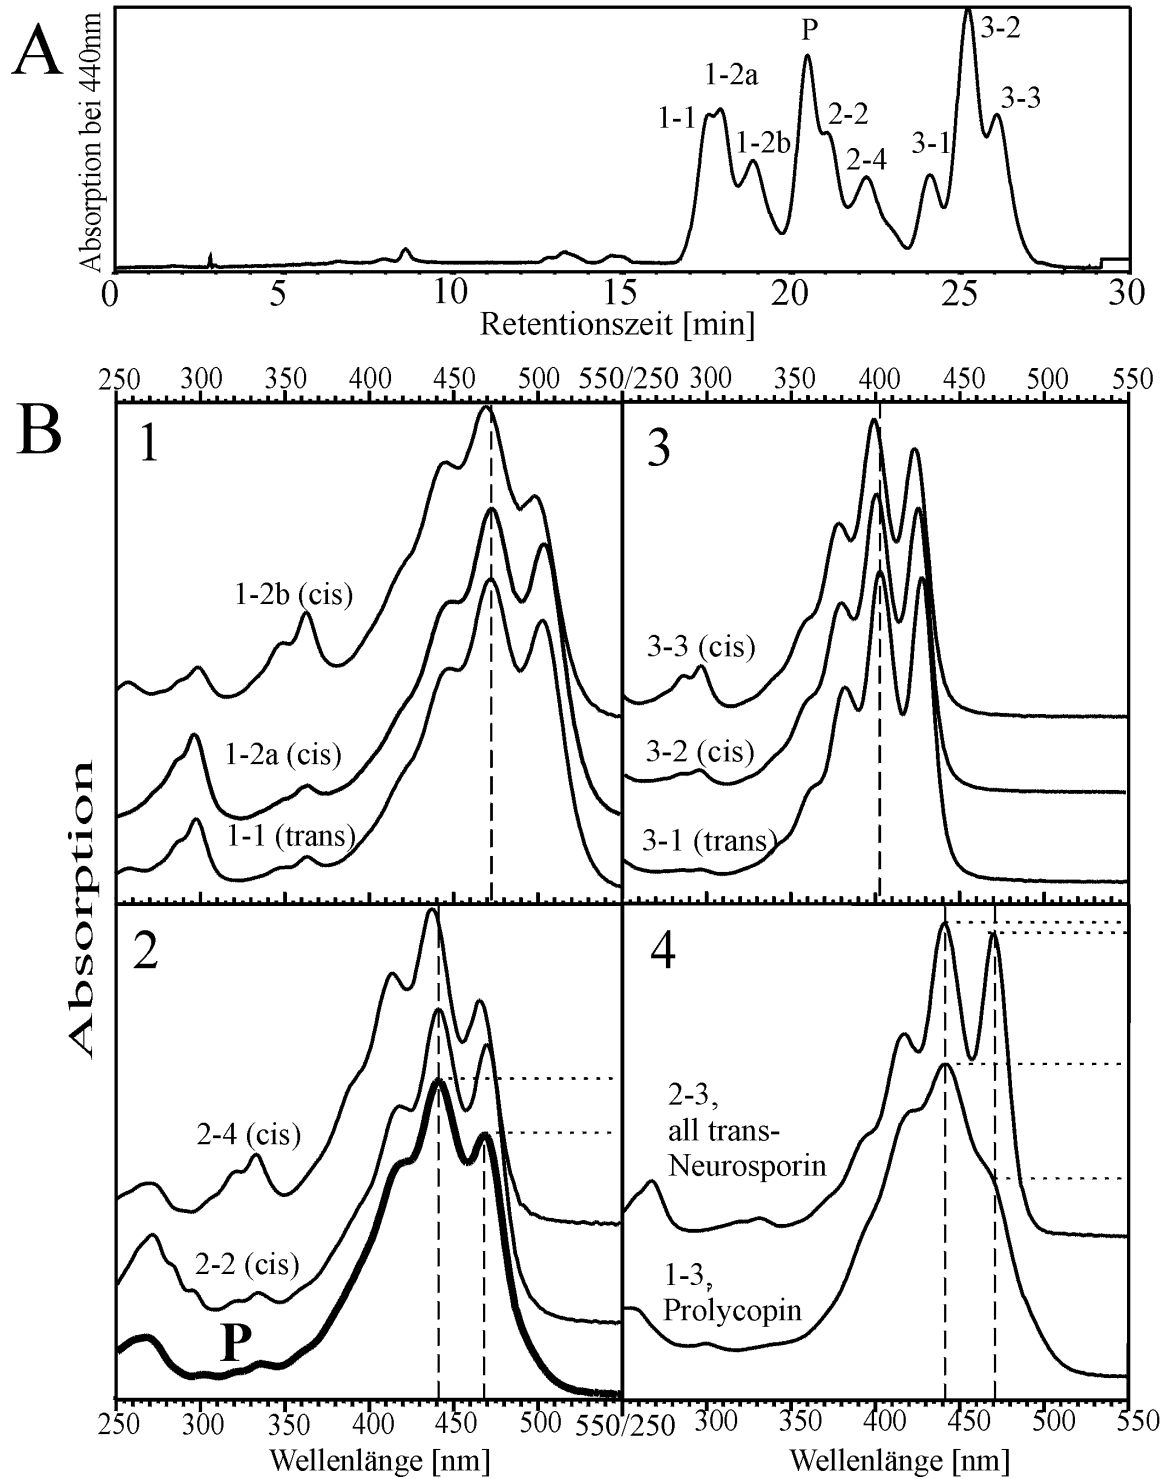 A
Absorption bei 440nm
P
3-2
1-2a
3-3
1-1
2-2
1-2b
2-4
3-1
0 5 10 15 20 25 30
Retentionszeit [min]
250 300 350 400 450 500 550/250 300 350 400 450 500 550
B
1
3
1-2b (cis)
3-3 (cis)
1-2a (cis)
3-2 (cis)
1-1 (trans)
3-1 (trans)
Absorption
2
4
2-4 (cis)
2-3,
all trans-
Neurosporin
2-2 (cis)
1-3,
Prolycopin
P
250 300 350 400 450 500 550/250 300 350 400 450 500 550
Wellenlänge [nm]
Wellenlänge [nm]